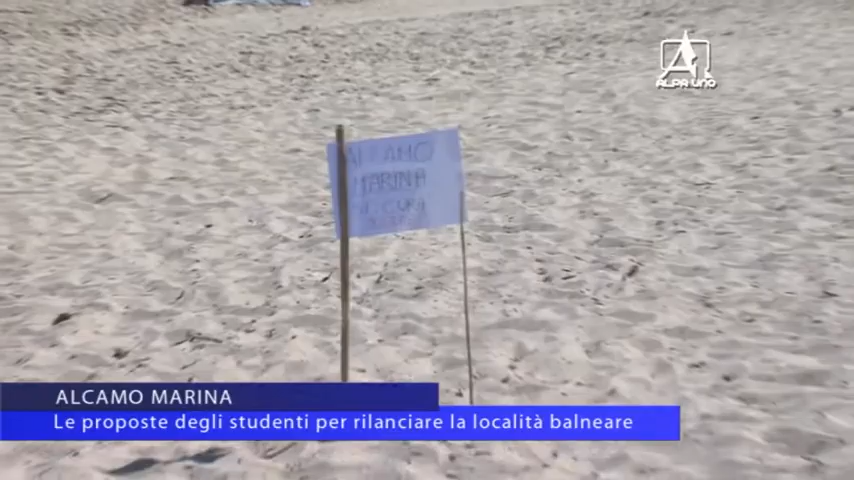 ALPA UNO
ALCAMO
MARINA
ALCAMO MARINA
Le proposte degli studenti per rilanciare la località balneare